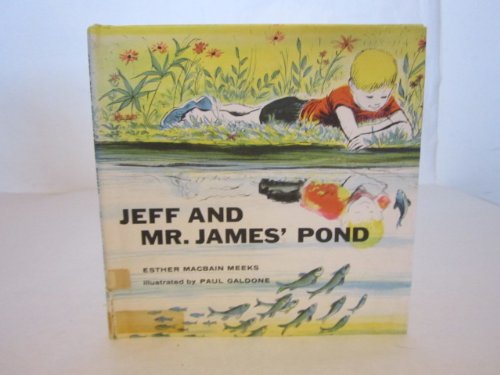 JEFF AND
MR. JAMES' POND
ESTHER MACBAIN MEEKS
illustrated by PAUL GALDONE